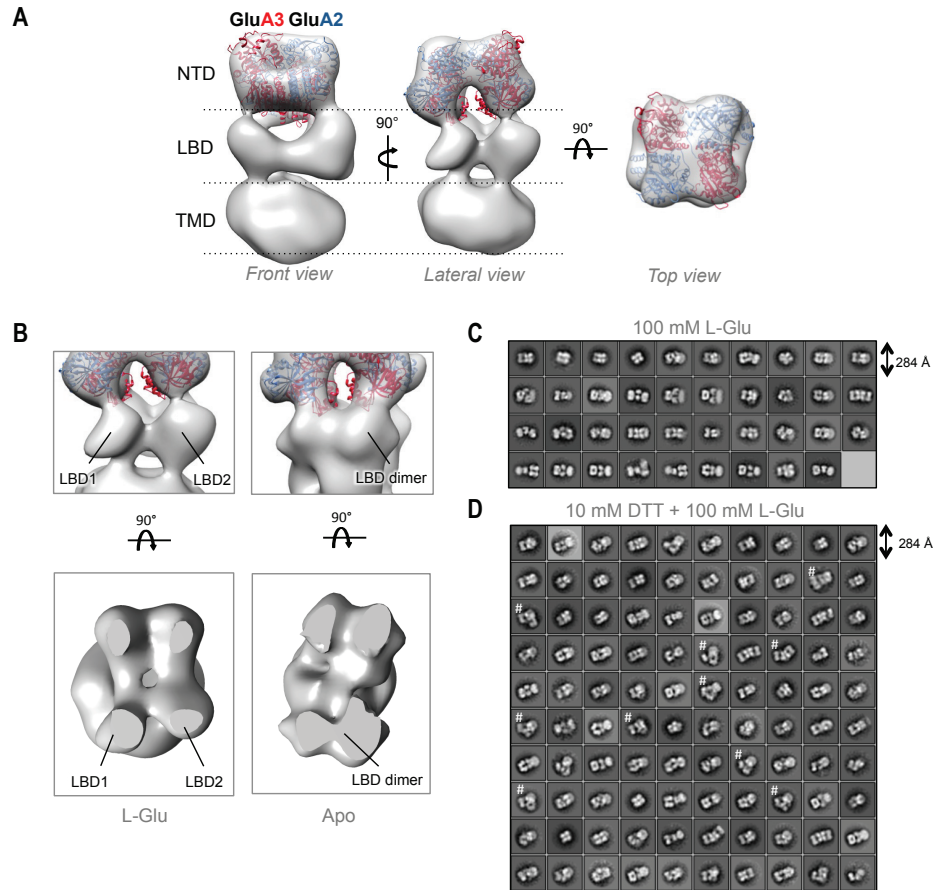 A
GluA3 GluA2
NTD
LBD
TMD
90°
90°
Front view
Lateral view
Top view
B
LBD1
LBD2
LBD dimer
90°
90°
LBD1
LBD2
LBD dimer
L-Glu
Apo
C
100 mM L-Glu
284 Å
D
10 mM DTT + 100 mM L-Glu
284 Å
#
#
#
#
#
#
#
#
#
#